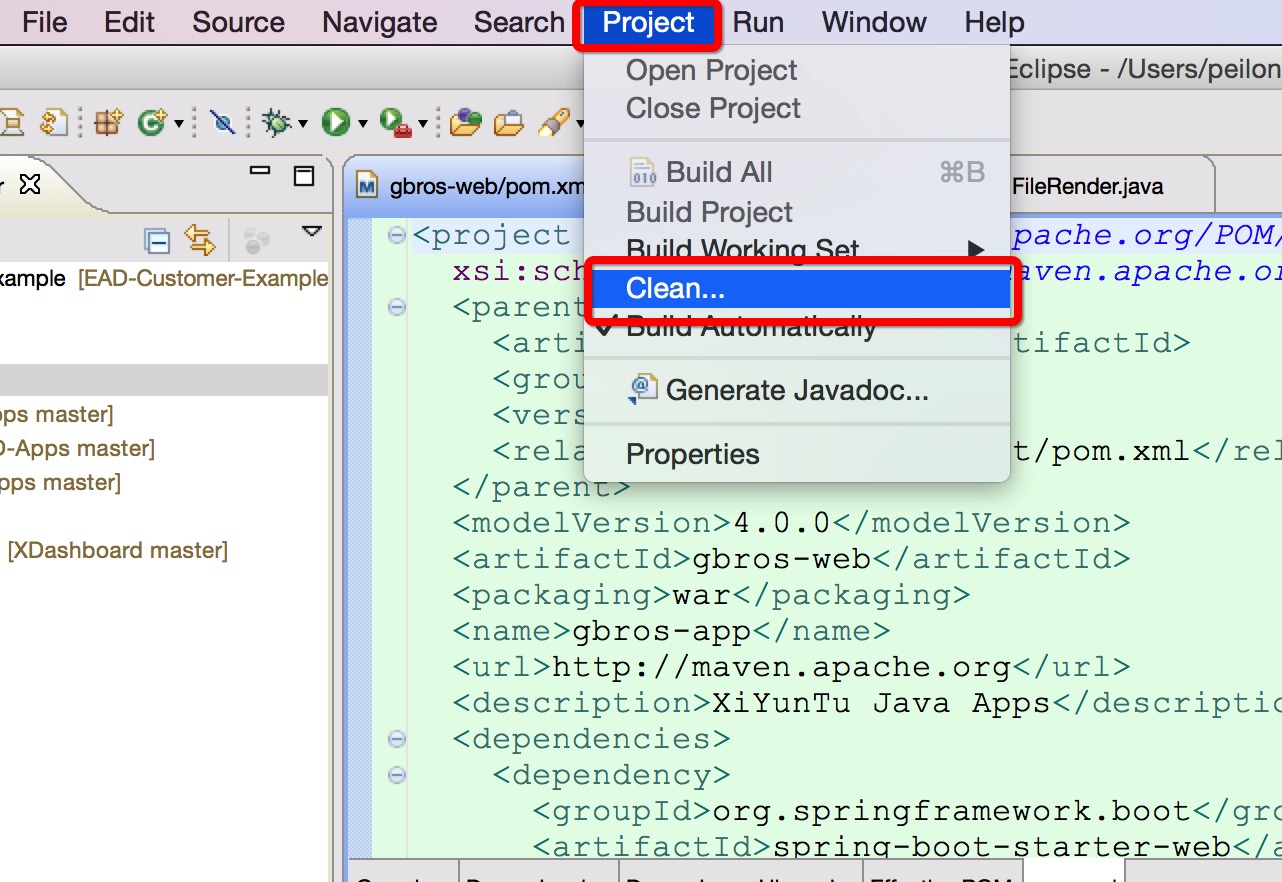 File Edit Source Navigate Search Project Run Window Help
Eclipse - /Users/peilon
Open Project
Close Project
Build All ⌘B
Build Project
Build Working Set
Clean...
Build Automatically
Generate Javadoc...
Properties
gbros-web/pom.xm
FileRender.java
xample [EAD-Customer-Example
pps master]
D-Apps master]
pps master]
[XDashboard master]
<project pache.org/POM/
xsi:sch maven.apache.or
<parent
<arti tifactId>
<grou
<vers
<rela t/pom.xml</rel
</parent>
<modelVersion>4.0.0</modelVersion>
<artifactId>gbros-web</artifactId>
<packaging>war</packaging>
<name>gbros-app</name>
<url>http://maven.apache.org</url>
<description>XiYunTu Java Apps</descriptio
<dependencies>
<dependency>
<groupId>org.springframework.boot</gro
<artifactId>spring-boot-starter-web</a